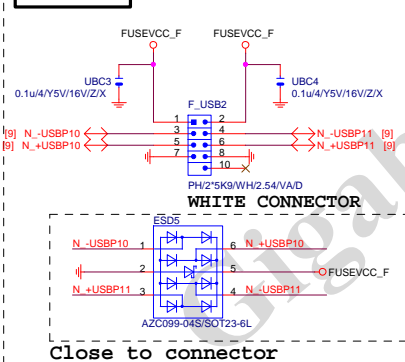 FUSEVCC_F FUSEVCC_F
UBC3 UBC4
0.1u/4/Y5V/16V/Z/X F_USB2 0.1u/4/Y5V/16V/Z/X
1 2
[9] N_-USBP10 3 4 N_-USBP11 [9]
[9] N_+USBP10 5 6 N_+USBP11 [9]
7 8
10
PH/2*5K9/WH/2.54/VA/D
WHITE CONNECTOR
ESD5
N_-USBP10 1 6 N_+USBP10
2 5 FUSEVCC_F
N_+USBP11 3 4 N_-USBP11
AZC099-04S/SOT23-6L
Close to connector
Gigab